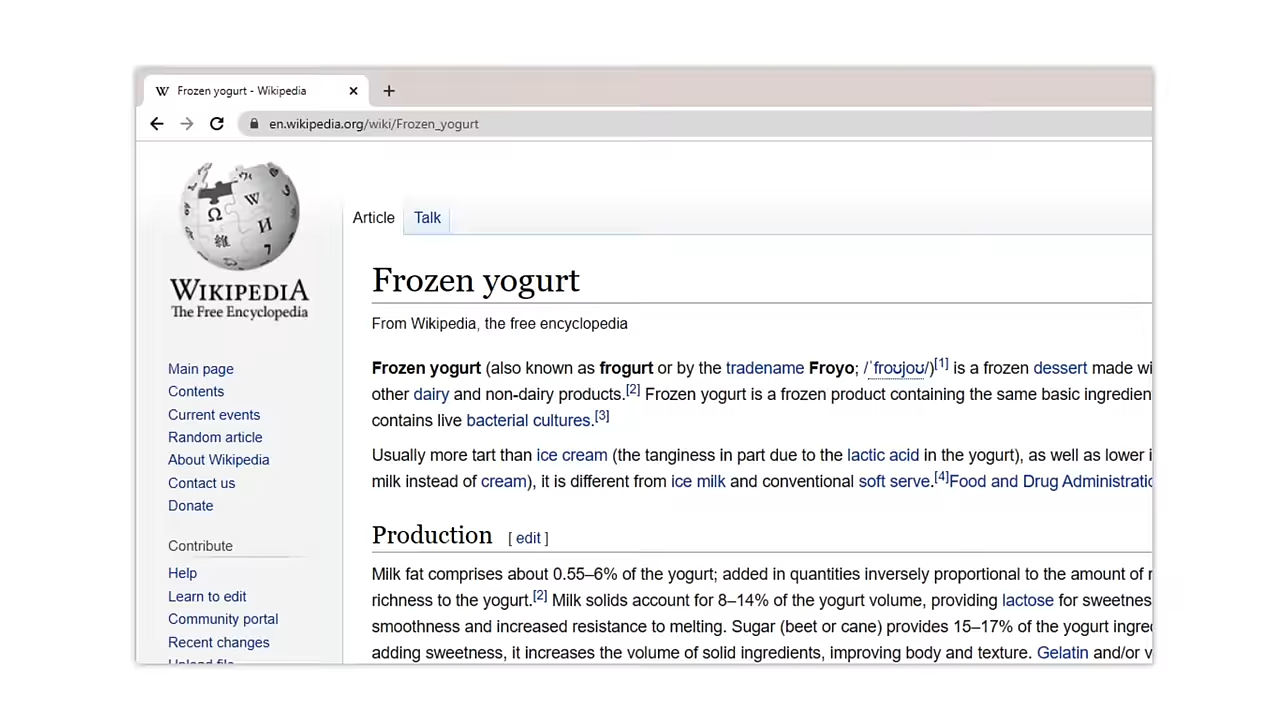 Frozen yogurt - Wikipedia
en.wikipedia.org/wiki/Frozen_yogurt
WIKIPEDIA
The Free Encyclopedia
Main page
Contents
Current events
Random article
About Wikipedia
Contact us
Donate
Contribute
Help
Learn to edit
Community portal
Recent changes
Upload file
Article Talk
Frozen yogurt
From Wikipedia, the free encyclopedia
Frozen yogurt (also known as frogurt or by the tradename Froyo; /ˈfroʊjoʊ/)[1] is a frozen dessert made
other dairy and non-dairy products.[2] Frozen yogurt is a frozen product containing the same basic
contains live bacterial cultures.[3]
Usually more tart than ice cream (the tanginess in part due to the lactic acid in the yogurt), as well as lower
milk instead of cream), it is different from ice milk and conventional soft serve.[4]Food and Drug
Production [ edit ]
Milk fat comprises about 0.55–6% of the yogurt; added in quantities inversely proportional to the amount of
richness to the yogurt.[2] Milk solids account for 8–14% of the yogurt volume, providing lactose for
smoothness and increased resistance to melting. Sugar (beet or cane) provides 15–17% of the yogurt
adding sweetness, it increases the volume of solid ingredients, improving body and texture. Gelatin and/or